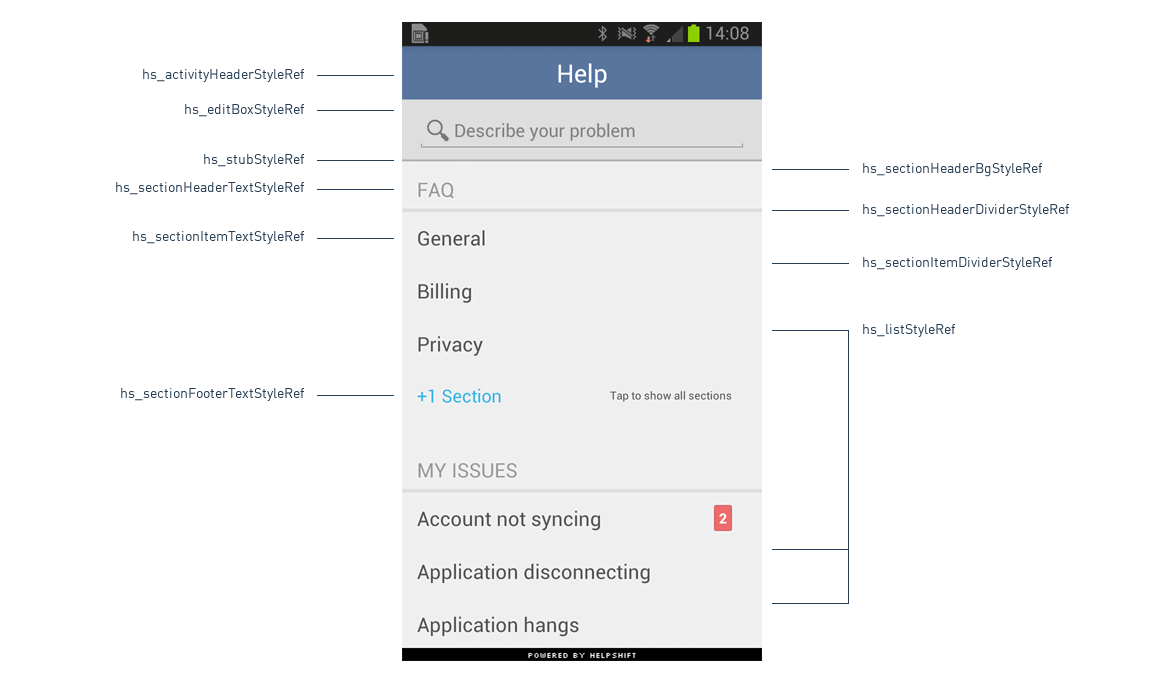 14:08
hs_activityHeaderStyleRef
Help
hs_editBoxStyleRef
Describe your problem
hs_stubStyleRef
hs_sectionHeaderBgStyleRef
hs_sectionHeaderTextStyleRef
FAQ
hs_sectionHeaderDividerStyleRef
hs_sectionItemTextStyleRef
General
hs_sectionItemDividerStyleRef
Billing
hs_listStyleRef
Privacy
hs_sectionFooterTextStyleRef
+1 Section
Tap to show all sections
MY ISSUES
Account not syncing
2
Application disconnecting
Application hangs
POWERED BY HELPSHIFT